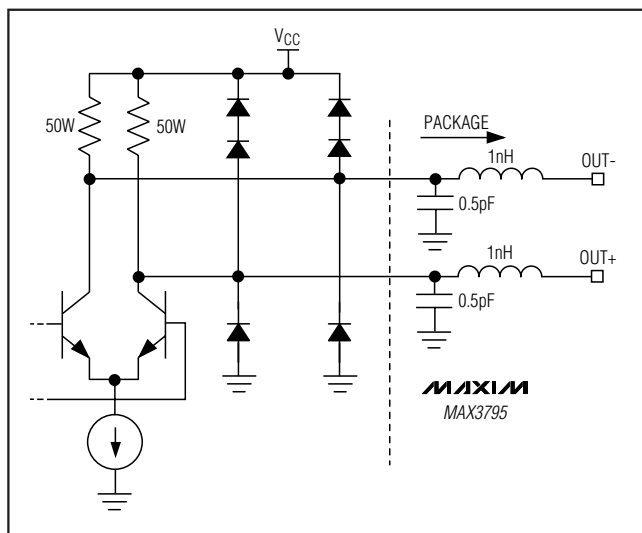 VCC
50W
50W
PACKAGE
1nH
OUT-
0.5pF
1nH
OUT+
0.5pF
MAXIM
MAX3795